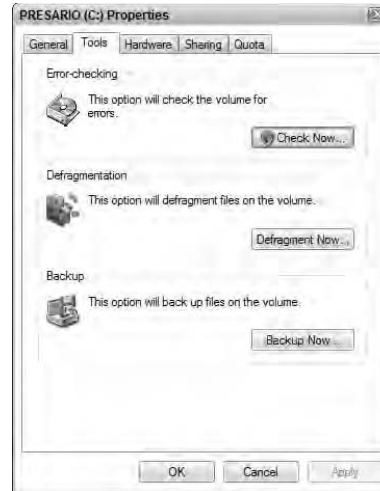 PRESARIO (C:) Properties
General Tools Hardware Sharing Quota
Error-checking
This option will check the volume for
errors.
Check Now...
Defragmentation
This option will defragment files on the volume.
Defragment Now...
Backup
This option will back up files on the volume.
Backup Now...
OK Cancel Apply